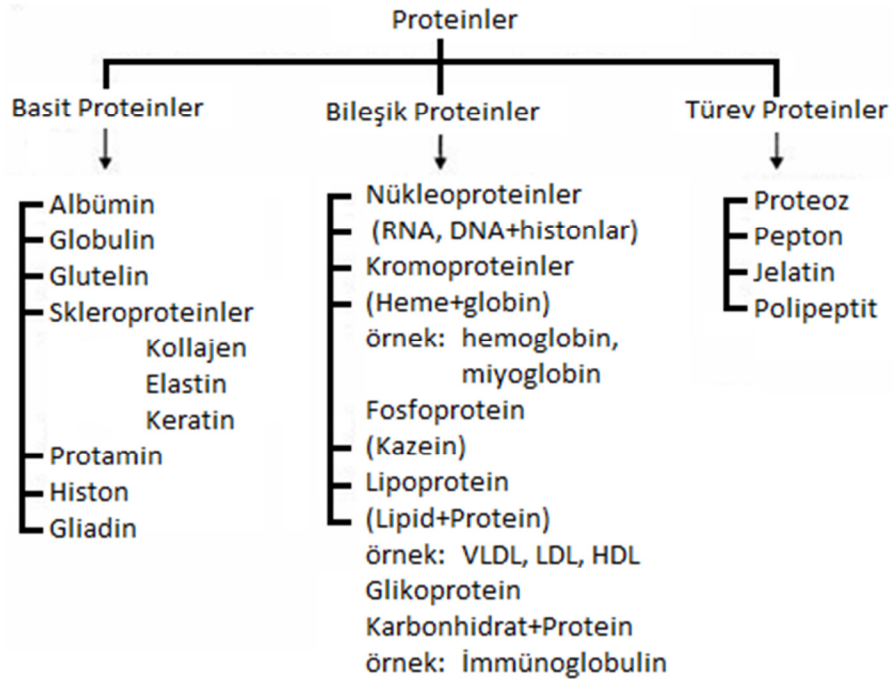 Proteinler
Basit Proteinler
Albümin
Globulin
Glutelin
Skleroproteinler
Kollajen
Elastin
Keratin
Protamin
Histon
Gliadin
Bileşik Proteinler
Nükleoproteinler
(RNA, DNA+histonlar)
Kromoproteinler
(Heme+globin)
örnek: hemoglobin,
miyoglobin
Fosfoprotein
(Kazein)
Lipoprotein
(Lipid+Protein)
örnek: VLDL, LDL, HDL
Glikoprotein
Karbonhidrat+Protein
örnek: İmmünoglobulin
Türev Proteinler
Proteoz
Pepton
Jelatin
Polipeptit